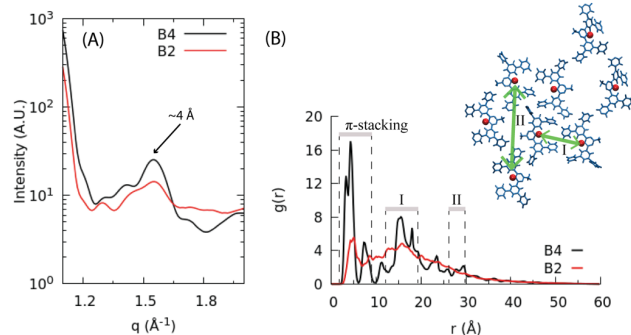 (A)
B4
B2
~4 Å
Intensity (A.U.)
10³
10²
10¹
10⁰
1.2
1.5
1.8
q (Å⁻¹)
(B)
II
I
π-stacking
I
II
B4
B2
g(r)
20
16
12
8
4
0
0
10
20
30
40
50
60
r (Å)